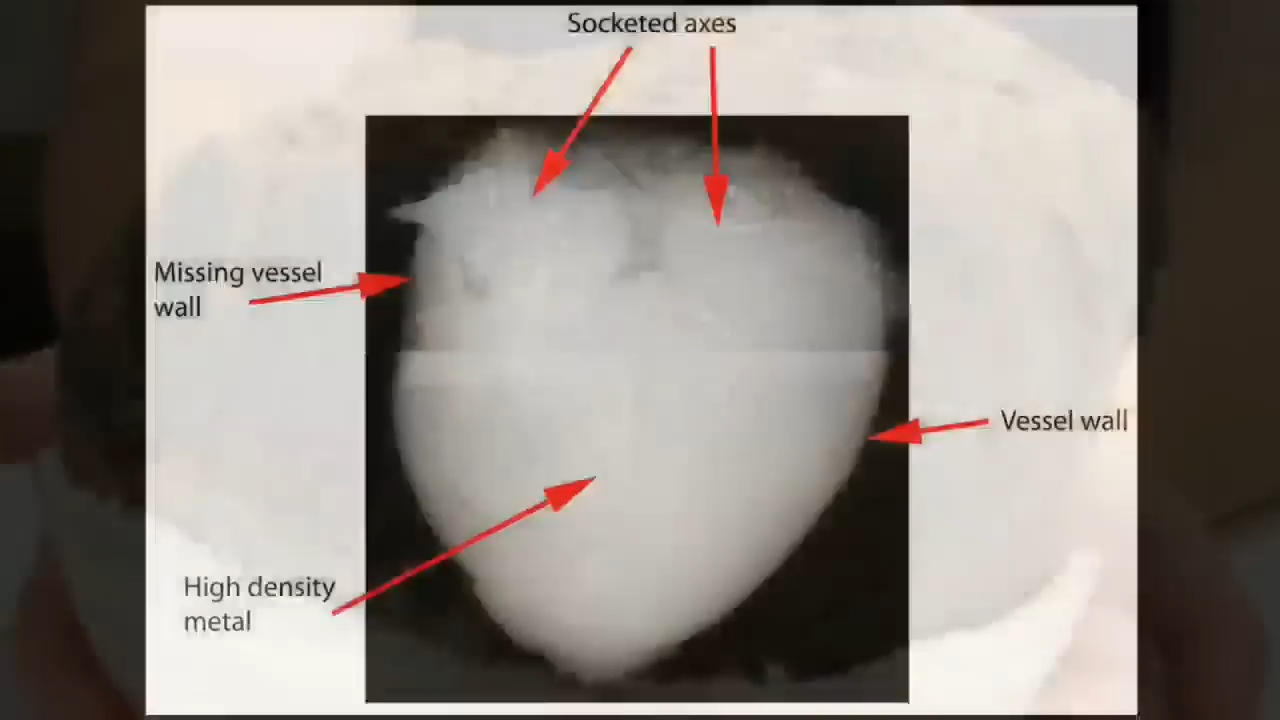 Socketed axes
Missing vessel
wall
Vessel wall
High density
metal